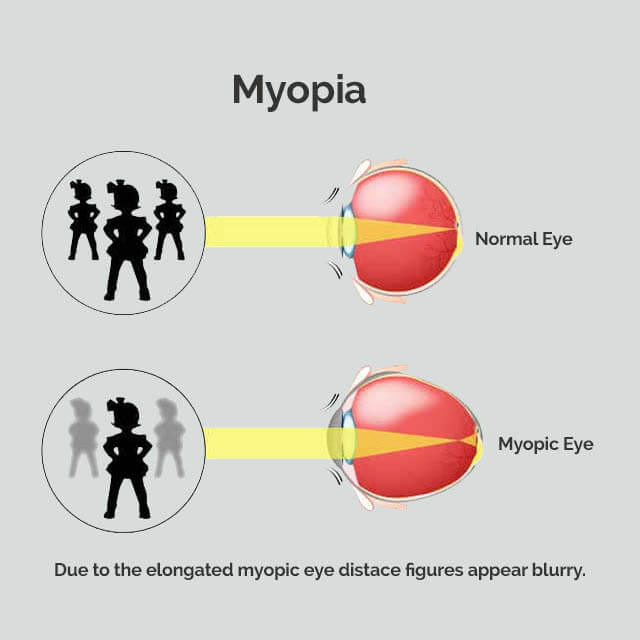 Myopia
Normal Eye
Myopic Eye
Due to the elongated myopic eye distace figures appear blurry.